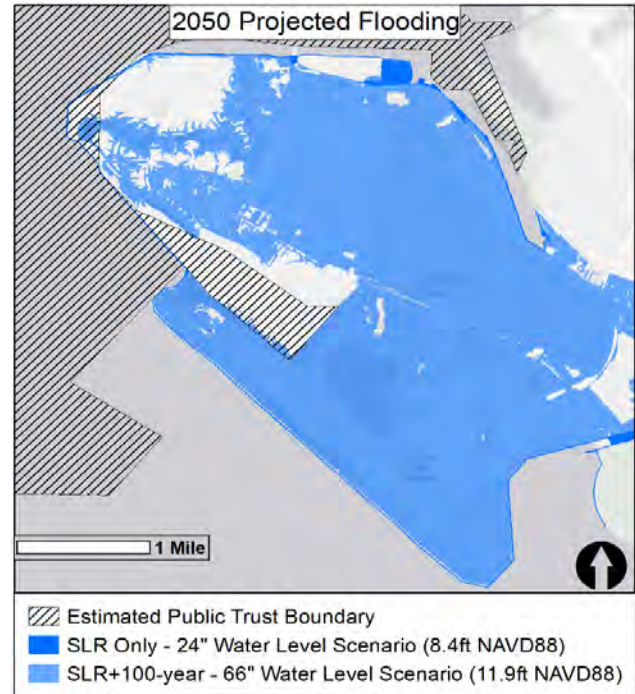 2050 Projected Flooding
1 Mile
Estimated Public Trust Boundary
SLR Only - 24" Water Level Scenario (8.4ft NAVD88)
SLR+100-year - 66" Water Level Scenario (11.9ft NAVD88)